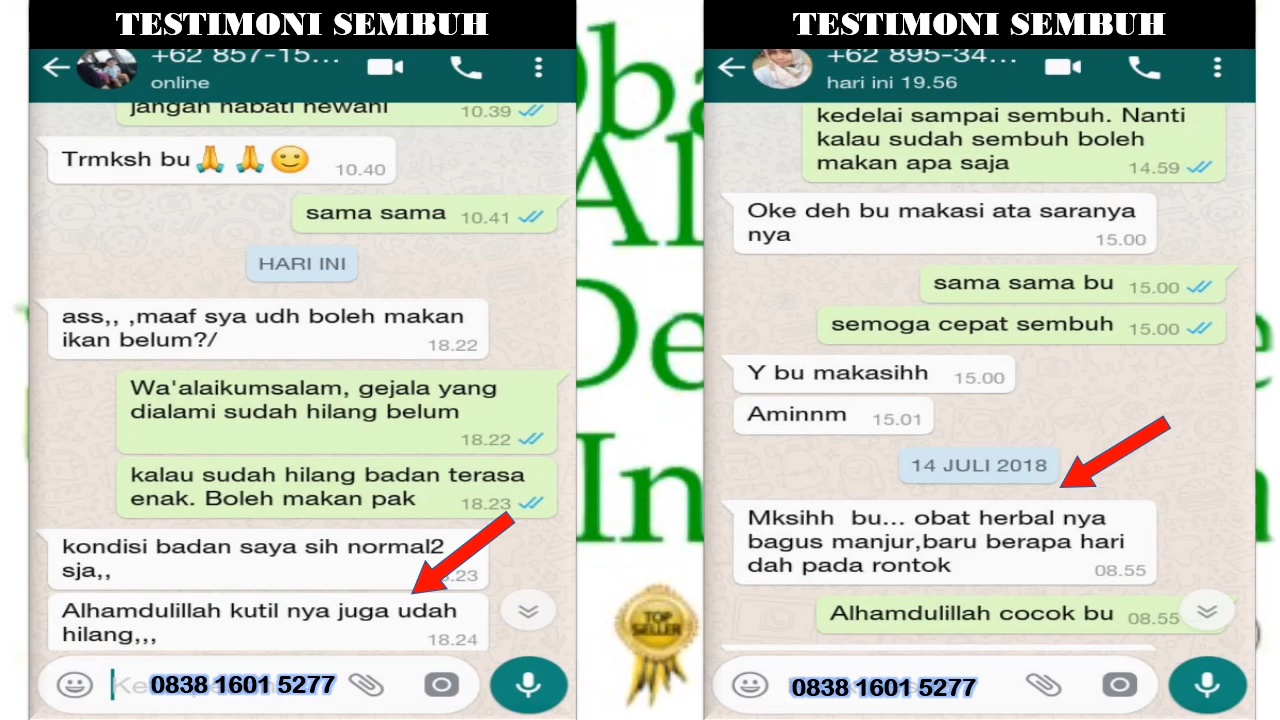 TESTIMONI SEMBUH
+62 857-15...
online
jangan nabati hewani
10.39
Trmksh bu🙏 🙏 🙂
10.40
sama sama 10.41
HARI INI
ass,, ,maaf sya udh boleh makan
ikan belum?/
18.22
Wa'alaikumsalam, gejala yang
dialami sudah hilang belum
18.22
kalau sudah hilang badan terasa
enak. Boleh makan pak 18.23
kondisi badan saya sih normal2
sja,,
.23
Alhamdulillah kutil nya juga udah
hilang,,,
18.24
0838 1601 5277
TESTIMONI SEMBUH
+62 895-34...
hari ini 19.56
kedelai sampai sembuh. Nanti
kalau sudah sembuh boleh
makan apa saja 14.59
Oke deh bu makasi ata saranya
nya
15.00
sama sama bu 15.00
semoga cepat sembuh 15.00
Y bu makasihh 15.00
Aminnm 15.01
14 JULI 2018
Mksihh bu... obat herbal nya
bagus manjur,baru berapa hari
dah pada rontok 08.55
Alhamdulillah cocok bu 08.55
0838 1601 5277
TOP
SELLER